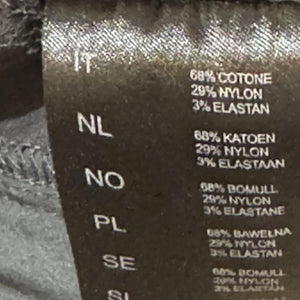 IT
68% COTONE
29% NYLON
3% ELASTAN
NL
68% KATOEN
29% NYLON
3% ELASTAAN
NO
68% BOMULL
29% NYLON
3% ELASTANE
PL
68% BAWEŁNA
29% NYLON
3% ELASTAN
SE
68% BOMULL
29% NYLON
3% ELASTAN
SI